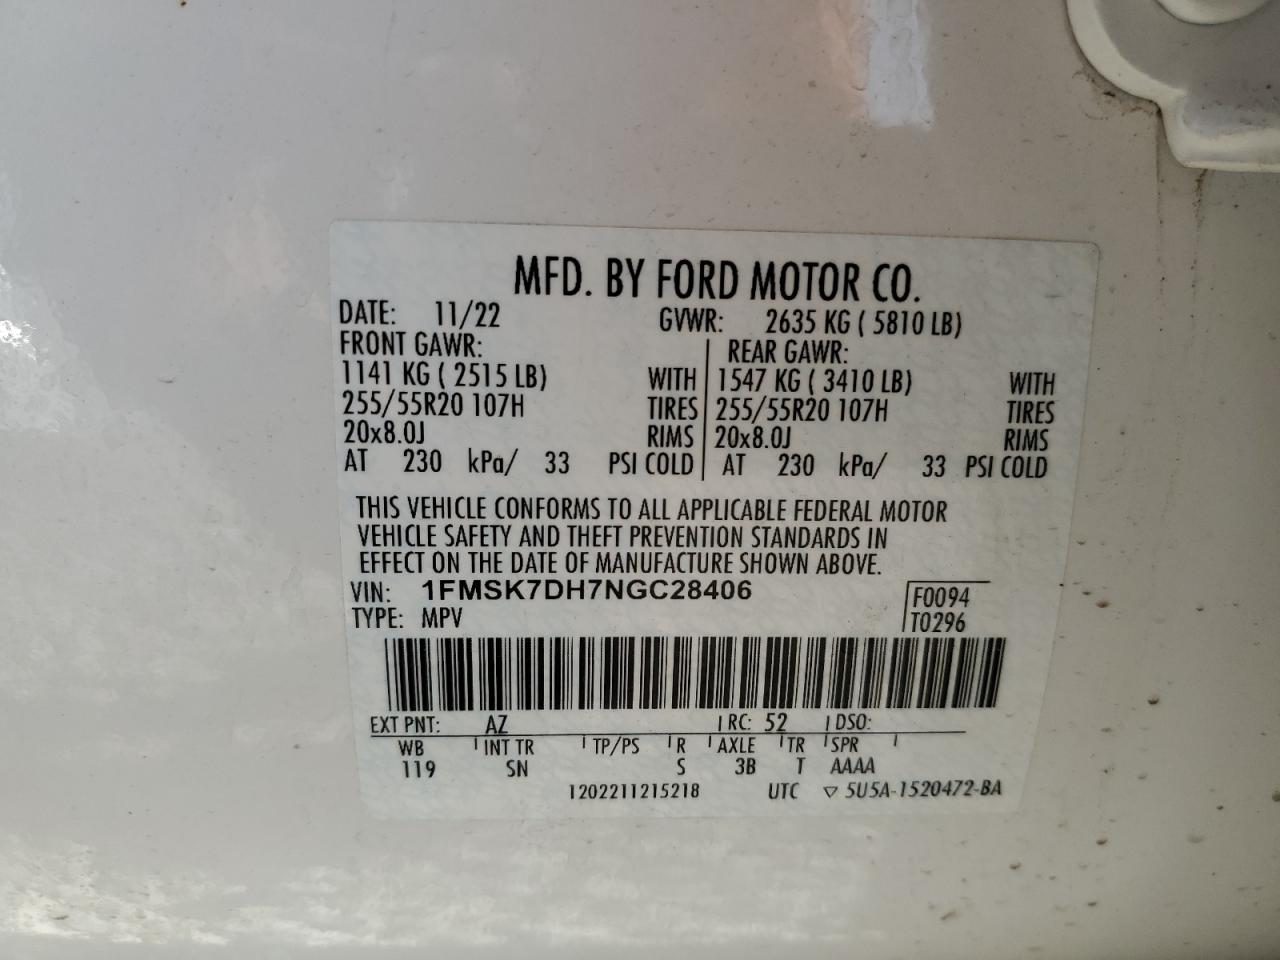 MFD. BY FORD MOTOR CO.
DATE: 11/22 GVWR: 2635 KG ( 5810 LB)
FRONT GAWR: REAR GAWR:
1141 KG ( 2515 LB) WITH 1547 KG ( 3410 LB) WITH
255/55R20 107H TIRES 255/55R20 107H TIRES
20x8.0J RIMS 20x8.0J RIMS
AT 230 kPa/ 33 PSI COLD AT 230 kPa/ 33 PSI COLD
THIS VEHICLE CONFORMS TO ALL APPLICABLE FEDERAL MOTOR
VEHICLE SAFETY AND THEFT PREVENTION STANDARDS IN
EFFECT ON THE DATE OF MANUFACTURE SHOWN ABOVE.
VIN: 1FMSK7DH7NGC28406 F0094
TYPE: MPV T0296
EXT PNT: AZ RC: 52 DSO:
WB INT TR TP/PS R AXLE TR SPR
119 SN S 3B T AAAA
1202211215218 UTC ▽ 5U5A-1520472-BA